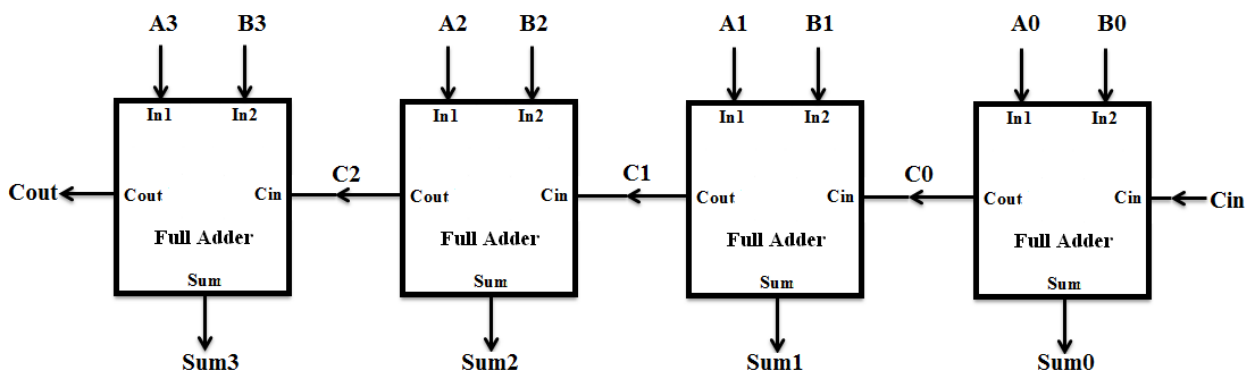 A3 B3 A2 B2 A1 B1 A0 B0
In1 In2 In1 In2 In1 In2 In1 In2
Cout Cout Cin C2 Cout Cin C1 Cout Cin C0 Cout Cin Cin
Full Adder Full Adder Full Adder Full Adder
Sum Sum Sum Sum
Sum3 Sum2 Sum1 Sum0